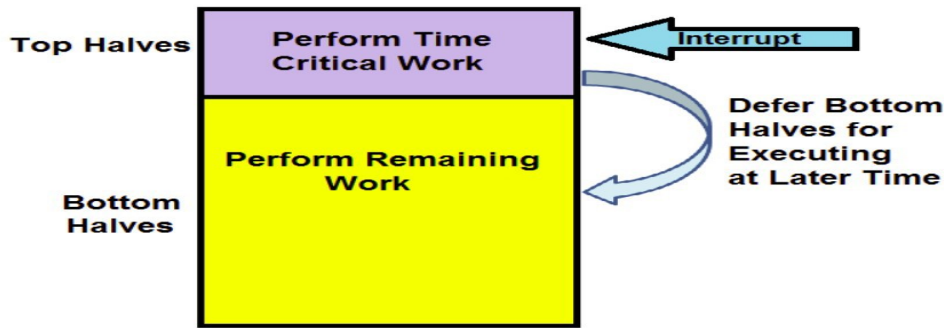 Top Halves
Perform Time
Critical Work
Interrupt
Defer Bottom
Halves for
Executing
at Later Time
Perform Remaining
Work
Bottom
Halves